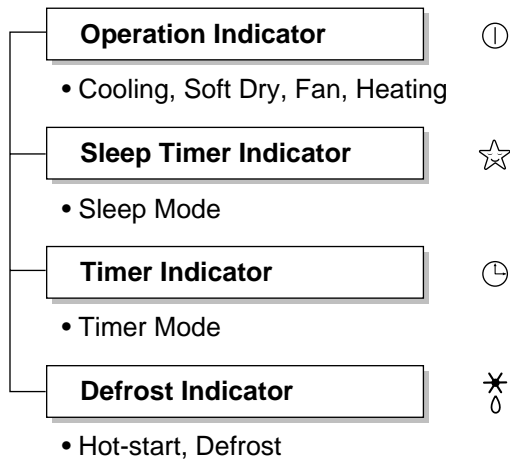 Operation Indicator
• Cooling, Soft Dry, Fan, Heating
Sleep Timer Indicator
• Sleep Mode
Timer Indicator
• Timer Mode
Defrost Indicator
• Hot-start, Defrost